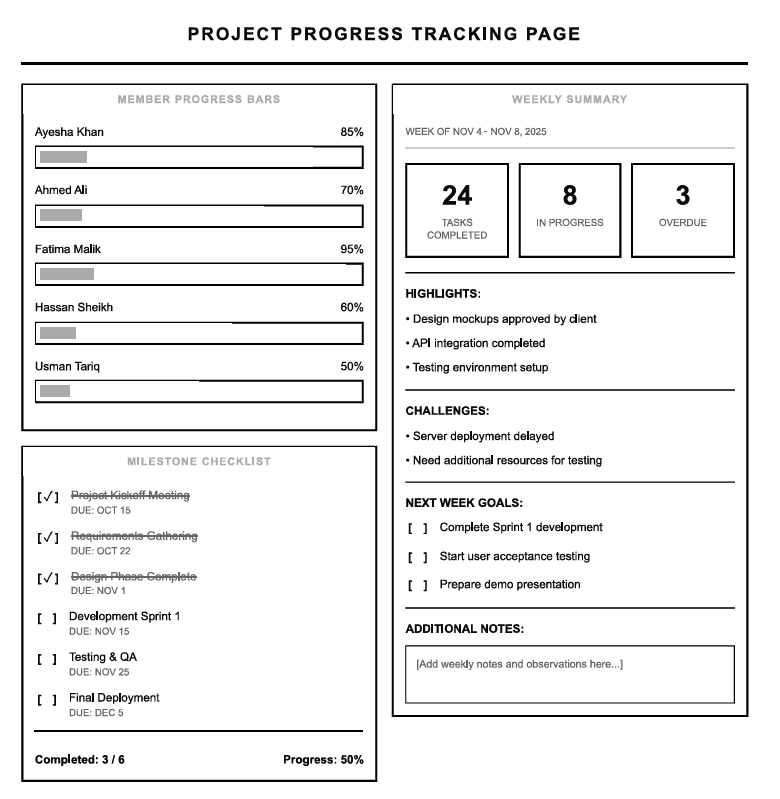 PROJECT PROGRESS TRACKING PAGE
MEMBER PROGRESS BARS
Ayesha Khan 85%
Ahmed Ali 70%
Fatima Malik 95%
Hassan Sheikh 60%
Usman Tariq 50%
MILESTONE CHECKLIST
[✓] Project Kickoff Meeting
DUE: OCT 15
[✓] Requirements Gathering
DUE: OCT 22
[✓] Design Phase Complete
DUE: NOV 1
[ ] Development Sprint 1
DUE: NOV 15
[ ] Testing & QA
DUE: NOV 25
[ ] Final Deployment
DUE: DEC 5
Completed: 3 / 6 Progress: 50%
WEEKLY SUMMARY
WEEK OF NOV 4 - NOV 8, 2025
24 8 3
TASKS IN PROGRESS OVERDUE
COMPLETED
HIGHLIGHTS:
• Design mockups approved by client
• API integration completed
• Testing environment setup
CHALLENGES:
• Server deployment delayed
• Need additional resources for testing
NEXT WEEK GOALS:
[ ] Complete Sprint 1 development
[ ] Start user acceptance testing
[ ] Prepare demo presentation
ADDITIONAL NOTES:
[Add weekly notes and observations here...]